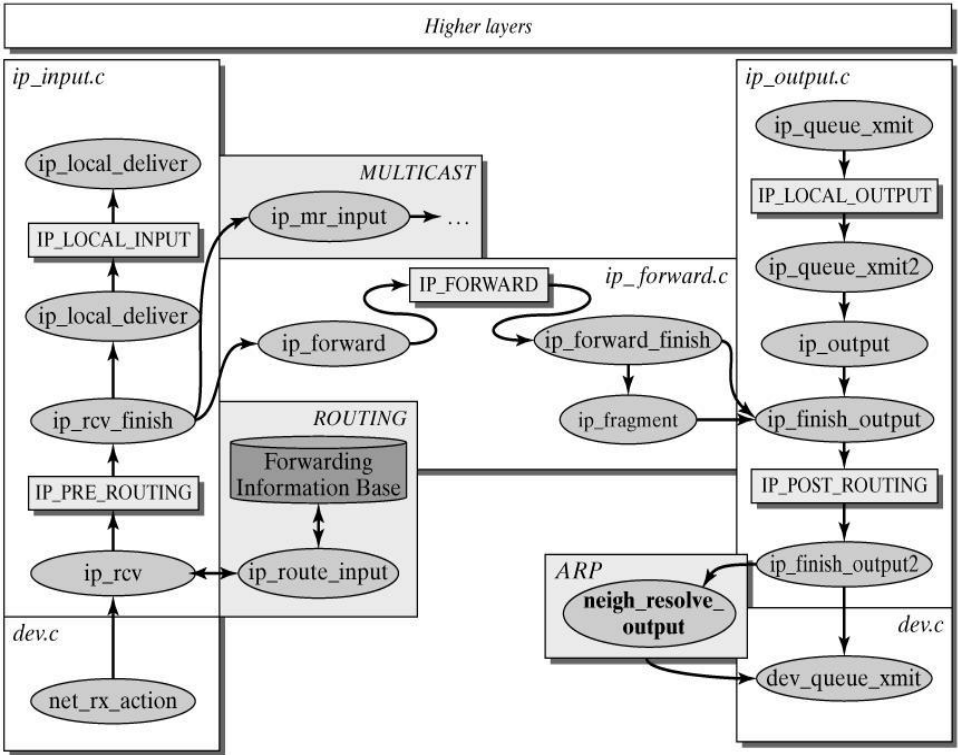 Higher layers
ip_input.c
ip_local_deliver
IP_LOCAL_INPUT
ip_local_deliver
ip_rcv_finish
IP_PRE_ROUTING
ip_rcv
dev.c
net_rx_action
MULTICAST
ip_mr_input
...
ip_forward.c
IP_FORWARD
ip_forward
ip_forward_finish
ip_fragment
ROUTING
Forwarding
Information Base
ip_route_input
ARP
neigh_resolve_
output
ip_output.c
ip_queue_xmit
IP_LOCAL_OUTPUT
ip_queue_xmit2
ip_output
ip_finish_output
IP_POST_ROUTING
ip_finish_output2
dev.c
dev_queue_xmit